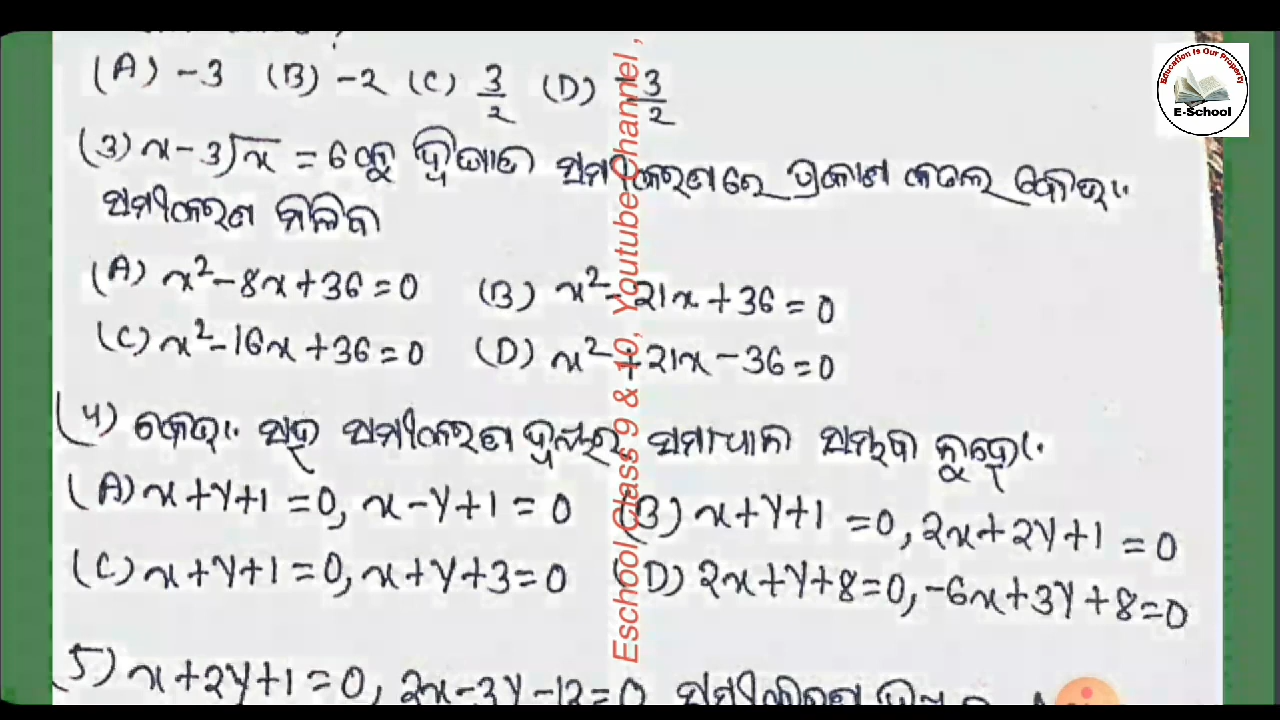 (A) -3 (B) -2 (C) 3/2 (D) -3/2
(3) x - 3√x = 6 କୁ ଦ୍ୱିଘାତ ସମୀକରଣରେ ପ୍ରକାଶ କଲେ କେଉଁ
ସମୀକରଣ ମିଳିବ
(A) x² - 8x + 36 = 0 (B) x² - 21x + 36 = 0
(C) x² - 16x + 36 = 0 (D) x² + 21x - 36 = 0
(4) କେଉଁ ସହ ସମୀକରଣ ଦ୍ୱୟର ସମାଧାନ ସମ୍ଭବ ନୁହେଁ
(A) x + y + 1 = 0, x - y + 1 = 0 (B) x + y + 1 = 0, 2x + 2y + 1 = 0
(C) x + y + 1 = 0, x + y + 3 = 0 (D) 2x + y + 8 = 0, -6x + 3y + 8 = 0
(5) x + 2y + 1 = 0, 2x - 3y - 12 = 0 ସମୀକରଣ
Eschool Class 9 & 10, Youtube Channel,
Education Is Our Property
E-School